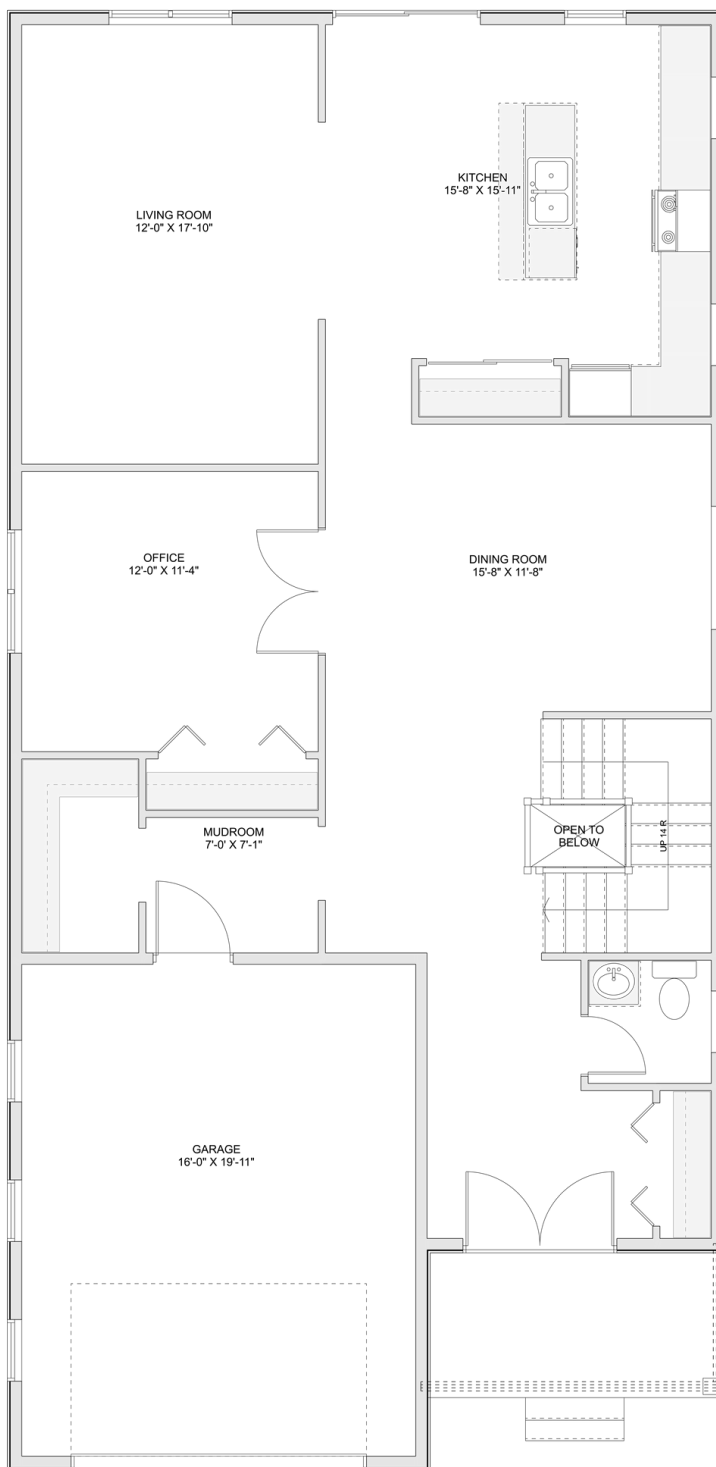 KITCHEN
15'-8" X 15'-11"
LIVING ROOM
12'-0" X 17'-10"
OFFICE
12'-0" X 11'-4"
DINING ROOM
15'-8" X 11'-8"
MUDROOM
7'-0' X 7'-1"
OPEN TO
BELOW
UP 14 R
GARAGE
16'-0" X 19'-11"